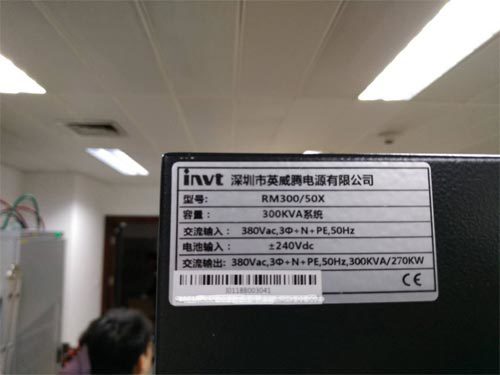 invt 深圳市英威腾电源有限公司
型号: RM300/50X
容量: 300KVA系统
交流输入: 380Vac,3Φ+N+PE,50Hz
电池输入: ±240Vdc
交流输出: 380Vac,3Φ+N+PE,50Hz,300KVA/270KW
J01188003041
CE